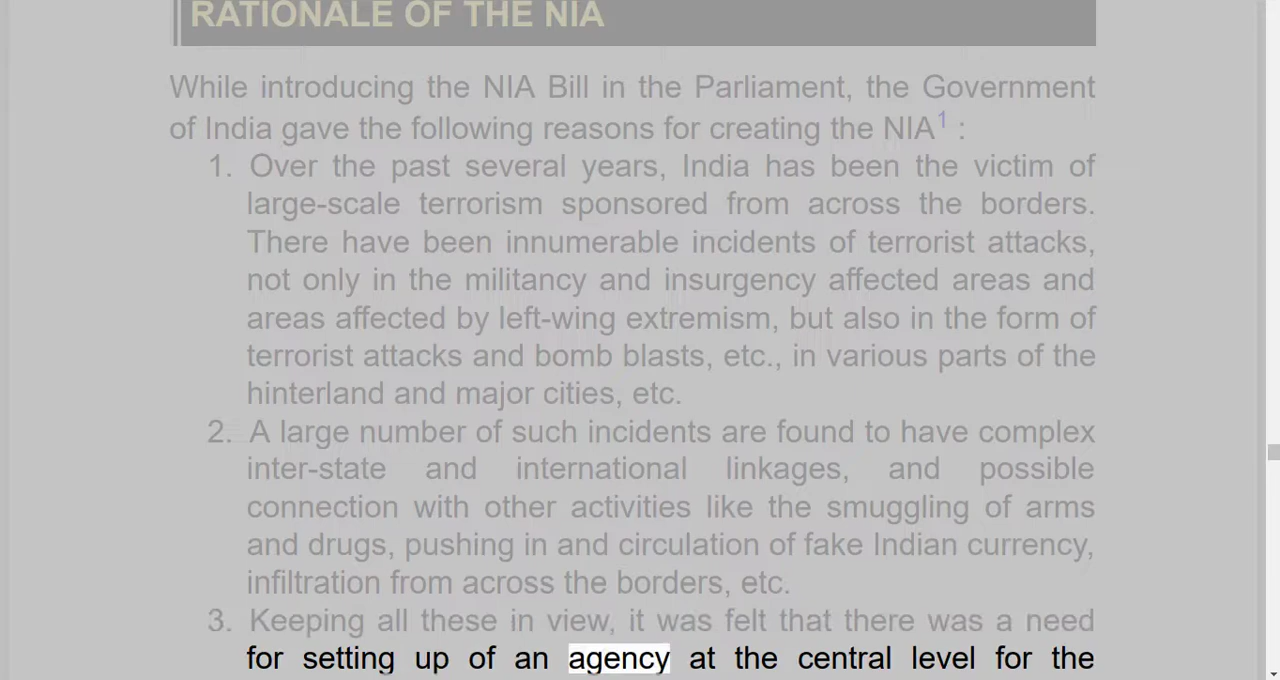 RATIONALE OF THE NIA
While introducing the NIA Bill in the Parliament, the Government
of India gave the following reasons for creating the NIA1 :
1. Over the past several years, India has been the victim of
large-scale terrorism sponsored from across the borders.
There have been innumerable incidents of terrorist attacks,
not only in the militancy and insurgency affected areas and
areas affected by left-wing extremism, but also in the form of
terrorist attacks and bomb blasts, etc., in various parts of the
hinterland and major cities, etc.
2. A large number of such incidents are found to have complex
inter-state and international linkages, and possible
connection with other activities like the smuggling of arms
and drugs, pushing in and circulation of fake Indian currency,
infiltration from across the borders, etc.
3. Keeping all these in view, it was felt that there was a need
for setting up of an agency at the central level for the